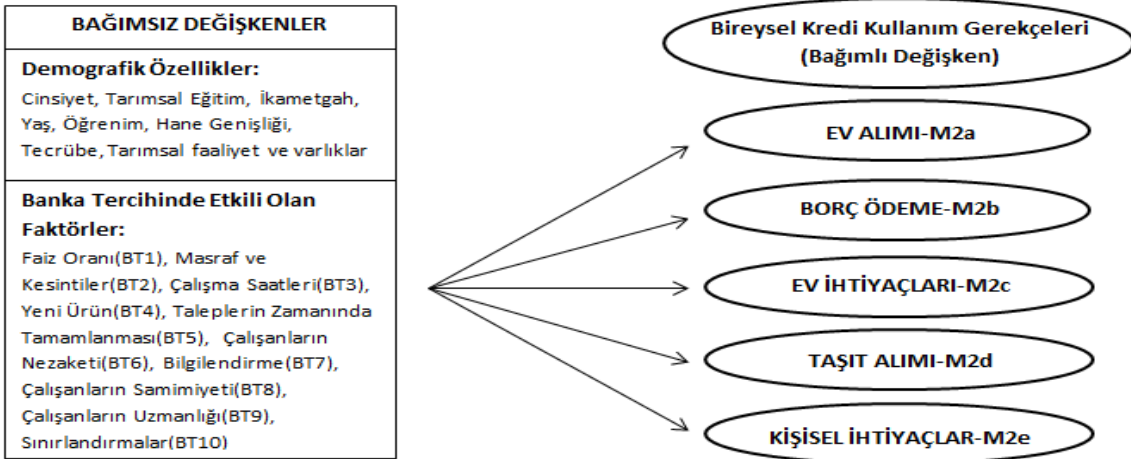 BAĞIMSIZ DEĞİŞKENLER
Demografik Özellikler:
Cinsiyet, Tarımsal Eğitim, İkametgah,
Yaş, Öğrenim, Hane Genişliği,
Tecrübe, Tarımsal faaliyet ve varlıklar
Banka Tercihinde Etkili Olan
Faktörler:
Faiz Oranı(BT1), Masraf ve
Kesintiler(BT2), Çalışma Saatleri(BT3),
Yeni Ürün(BT4), Taleplerin Zamanında
Tamamlanması(BT5), Çalışanların
Nezaketi(BT6), Bilgilendirme(BT7),
Çalışanların Samimiyeti(BT8),
Çalışanların Uzmanlığı(BT9),
Sınırlandırmalar(BT10)
Bireysel Kredi Kullanım Gerekçeleri
(Bağımlı Değişken)
EV ALIMI-M2a
BORÇ ÖDEME-M2b
EV İHTİYAÇLARI-M2c
TAŞIT ALIMI-M2d
KİŞİSEL İHTİYAÇLAR-M2e